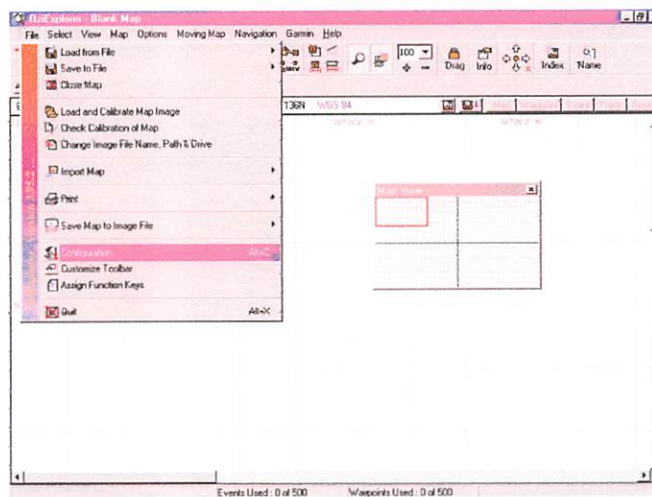 OziExplorer - Blank Map
File Select View Map Options Moving Map Navigation Garmin Help
Load from File
Save to File
Close Map
Load and Calibrate Map Image
Check Calibration of Map
Change Image File Name, Path & Drive
Import Map
Print
Save Map to Image File
Configuration Alt+C
Customize Toolbar
Assign Function Keys
Quit Alt+X
100
Drag Info Index Name
WGS 84
Map View
Events Used : 0 of 500 Waypoints Used : 0 of 500